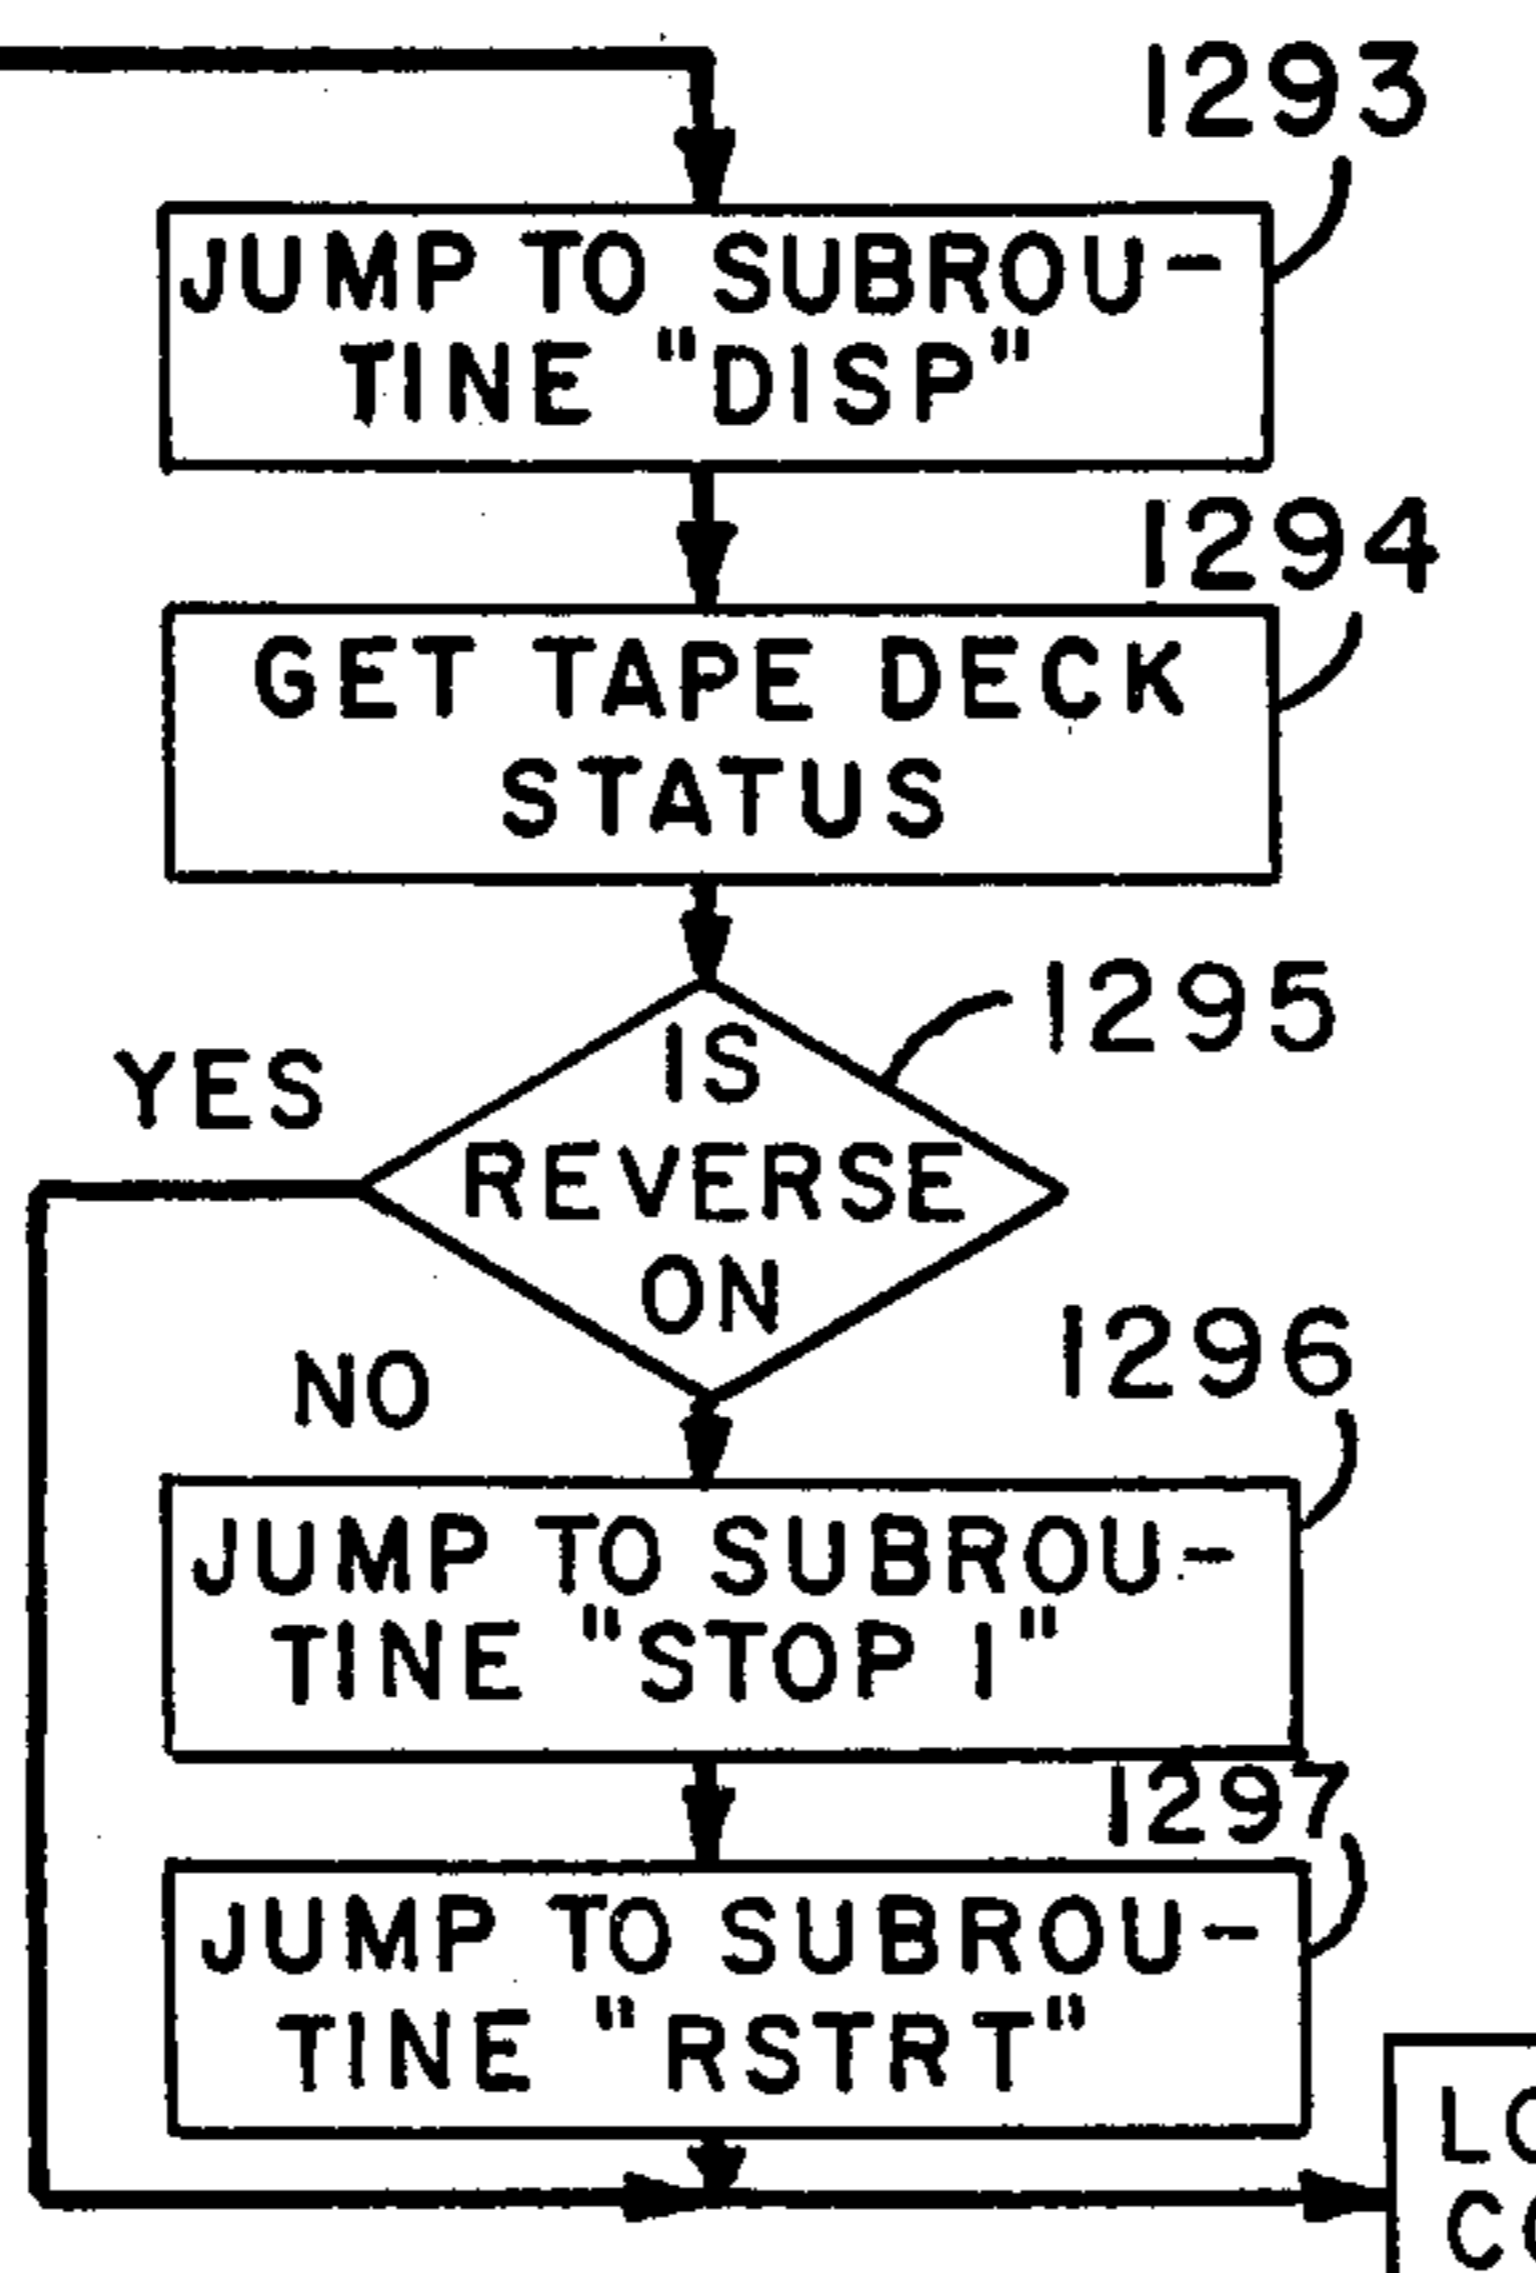 1293
JUMP TO SUBROU-
TINE "DISP"
1294
GET TAPE DECK
STATUS
1295
YES
IS
REVERSE
ON
NO
1296
JUMP TO SUBROU-
TINE "STOP 1"
1297
JUMP TO SUBROU-
TINE "RSTRT"